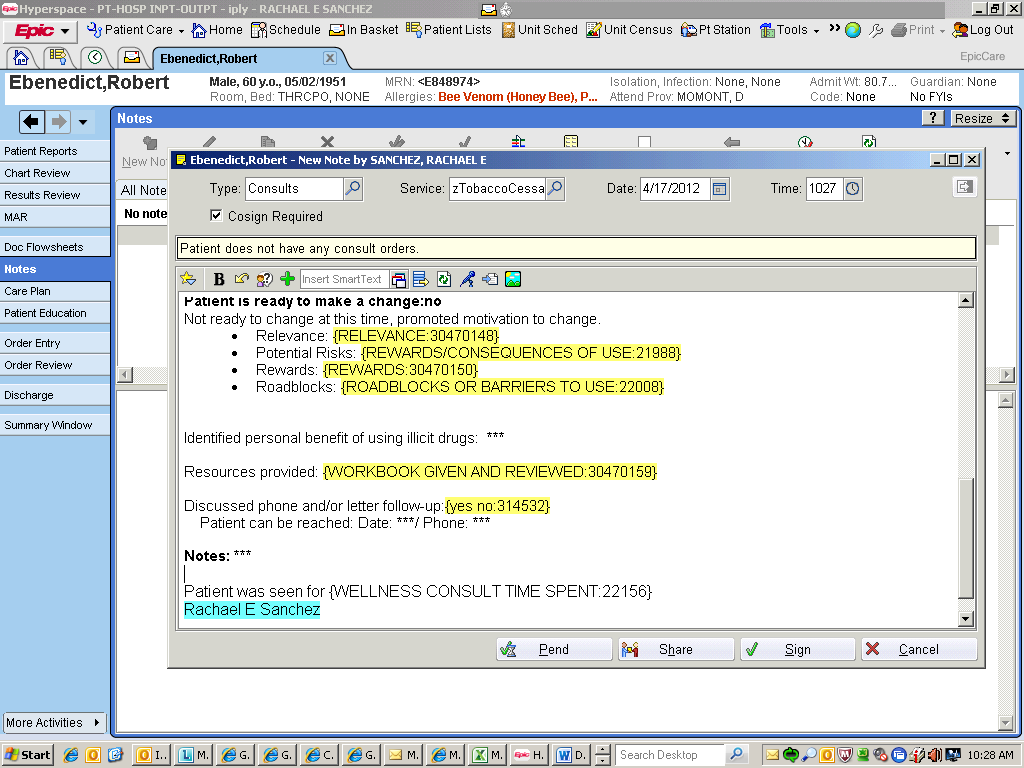 Hyperspace - PT-HOSP INPT-OUTPT - iply - RACHAEL E SANCHEZ
Epic Patient Care Home Schedule In Basket Patient Lists Unit Sched Unit Census Pt Station Tools Print Log Out
Ebenedict,Robert
EpicCare
Ebenedict,Robert Male, 60 y.o., 05/02/1951 MRN: <E848974> Isolation, Infection: None, None Admit Wt: 80.7... Guardian: None
Room, Bed: THRCPO, NONE Allergies: Bee Venom (Honey Bee), P... Attend Prov: MOMONT, D Code: None No FYIs
Notes ? Resize
Patient Reports
Chart Review
Results Review
MAR
Doc Flowsheets
Notes
Care Plan
Patient Education
Order Entry
Order Review
Discharge
Summary Window
More Activities
New No
All Note
No note
Ebenedict,Robert - New Note by SANCHEZ, RACHAEL E
Type: Consults Service: zTobaccoCessa Date: 4/17/2012 Time: 1027
Cosign Required
Patient does not have any consult orders.
B Insert SmartText
Patient is ready to make a change:no
Not ready to change at this time, promoted motivation to change.
• Relevance: {RELEVANCE:30470148}
• Potential Risks: {REWARDS/CONSEQUENCES OF USE:21988}
• Rewards: {REWARDS:30470150}
• Roadblocks: {ROADBLOCKS OR BARRIERS TO USE:22008}
Identified personal benefit of using illicit drugs: ***
Resources provided: {WORKBOOK GIVEN AND REVIEWED:30470159}
Discussed phone and/or letter follow-up:{yes no:314532}
Patient can be reached: Date: ***/ Phone: ***
Notes: ***
Patient was seen for {WELLNESS CONSULT TIME SPENT:22156}
Rachael E Sanchez
Pend Share Sign Cancel
Start I.. M. G. G. C. G. M. M. M. H. D. Search Desktop 10:28 AM